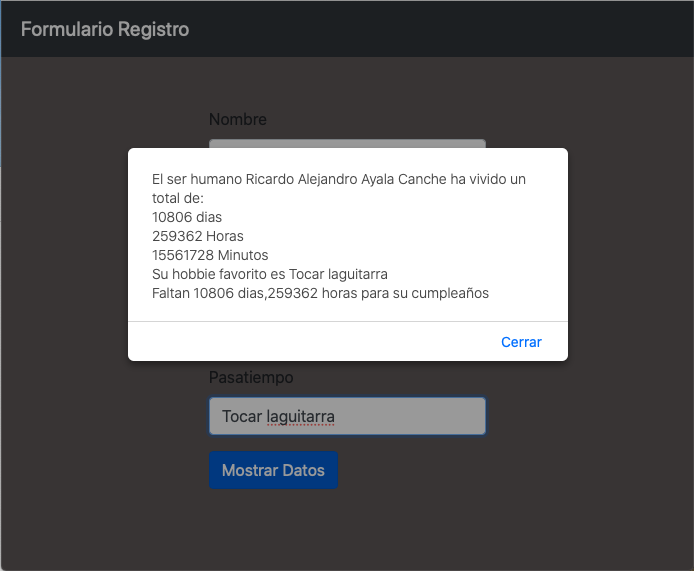 Formulario Registro
Nombre
El ser humano Ricardo Alejandro Ayala Canche ha vivido un
total de:
10806 dias
259362 Horas
15561728 Minutos
Su hobbie favorito es Tocar laguitarra
Faltan 10806 dias,259362 horas para su cumpleaños
Cerrar
Pasatiempo
Tocar laguitarra
Mostrar Datos